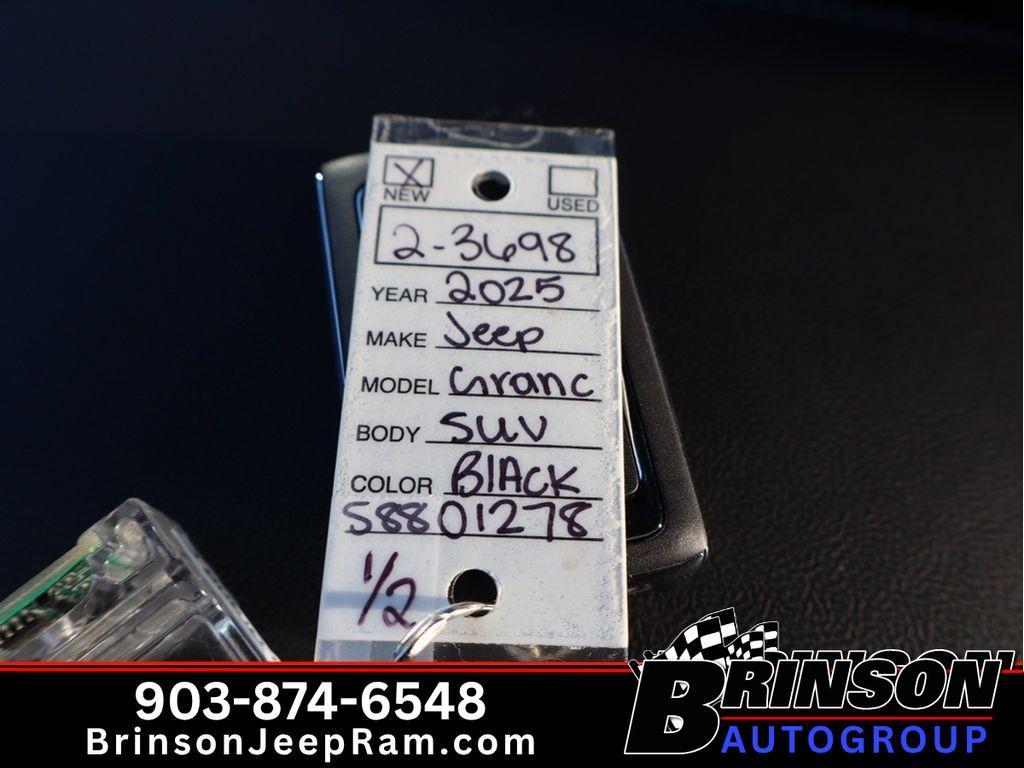 X
NEW
USED
2-3698
YEAR 2025
MAKE Jeep
MODEL Granc
BODY SUV
COLOR BlAck
S8801278
1/2
903-874-6548
BrinsonJeepRam.com
BRINSON
AUTOGROUP